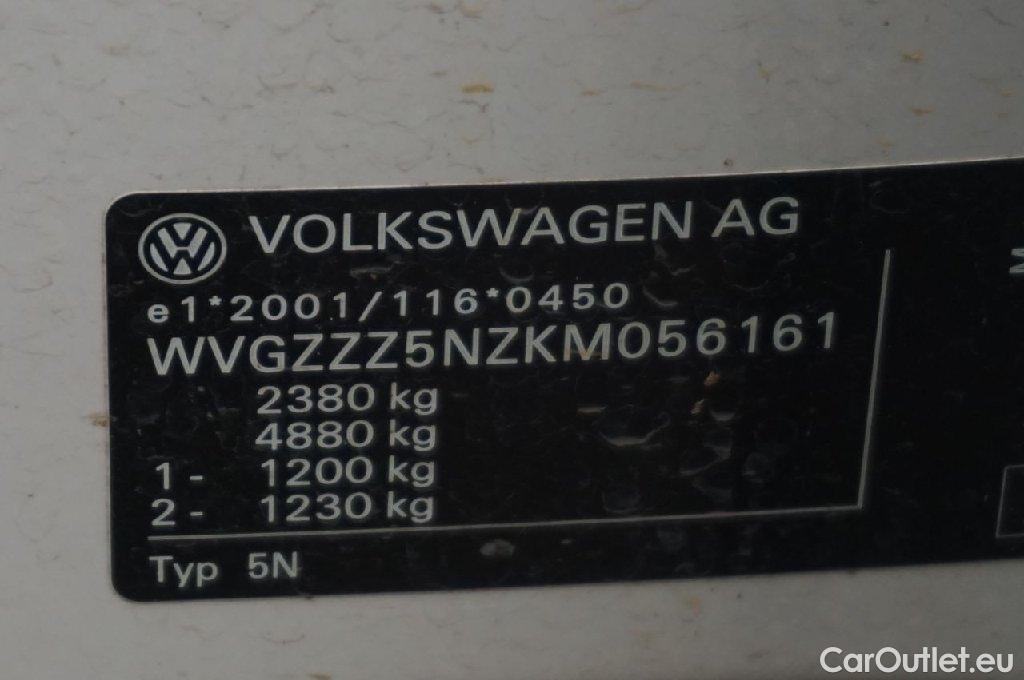 VOLKSWAGEN AG
e1*2001/116*0450
WVGZZZ5NZKM056161
2380 kg
4880 kg
1 - 1200 kg
2 - 1230 kg
Typ 5N
M
CarOutlet.eu